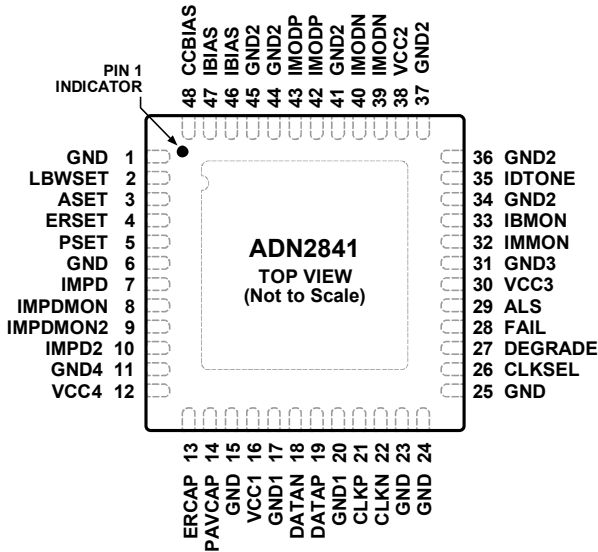 48 CCBIAS
47 IBIAS
46 IBIAS
45 GND2
44 GND2
43 IMODP
42 IMODP
41 GND2
40 IMODN
39 IMODN
38 VCC2
37 GND2
PIN 1
INDICATOR
GND 1
LBWSET 2
ASET 3
ERSET 4
PSET 5
GND 6
IMPD 7
IMPDMON 8
IMPDMON2 9
IMPD2 10
GND4 11
VCC4 12
ADN2841
TOP VIEW
(Not to Scale)
36 GND2
35 IDTONE
34 GND2
33 IBMON
32 IMMON
31 GND3
30 VCC3
29 ALS
28 FAIL
27 DEGRADE
26 CLKSEL
25 GND
ERCAP 13
PAVCAP 14
GND 15
VCC1 16
GND1 17
DATAN 18
DATAP 19
GND1 20
CLKP 21
CLKN 22
GND 23
GND 24